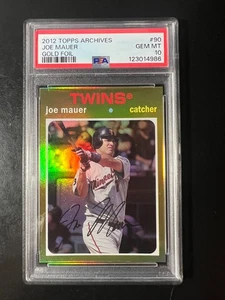 2012 TOPPS ARCHIVES #90
JOE MAUER GEM MT
GOLD FOIL 10
PSA 123014986
TWINS®
joe mauer • catcher